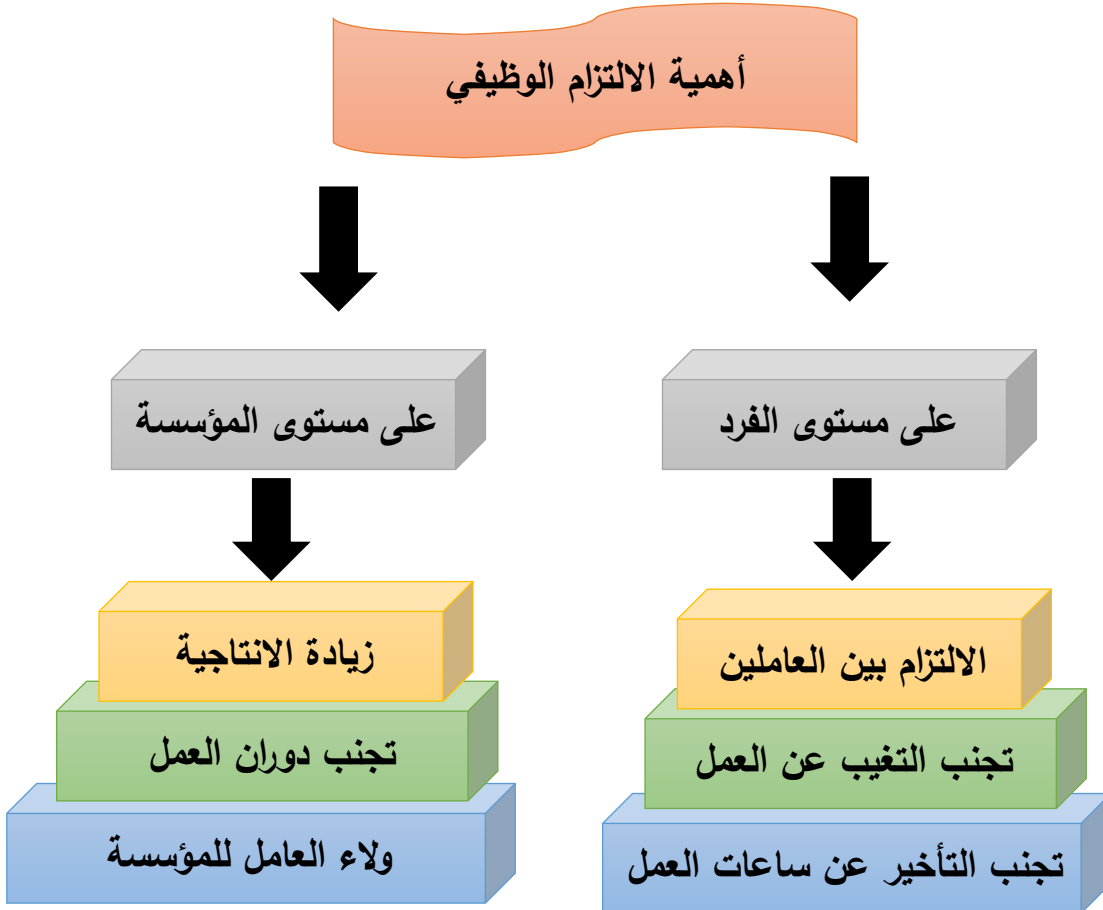 أهمية الالتزام الوظيفي
على مستوى الفرد
على مستوى المؤسسة
الالتزام بين العاملين
تجنب التغيب عن العمل
تجنب التأخير عن ساعات العمل
زيادة الانتاجية
تجنب دوران العمل
ولاء العامل للمؤسسة